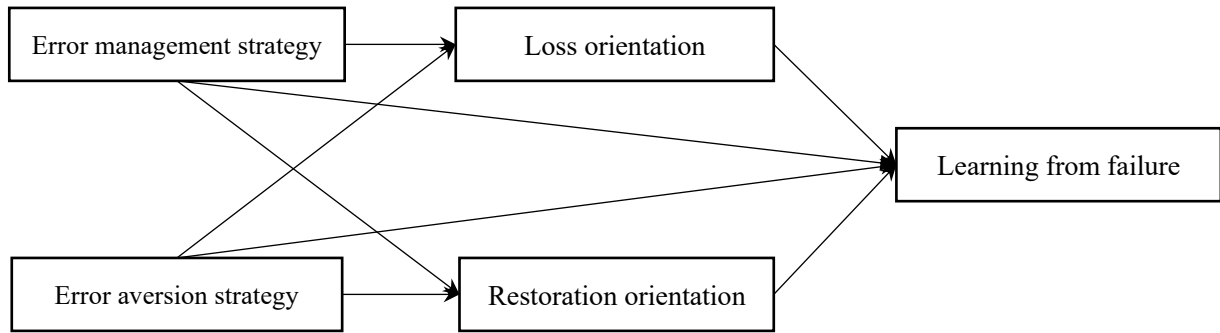 Error management strategy
Loss orientation
Learning from failure
Error aversion strategy
Restoration orientation